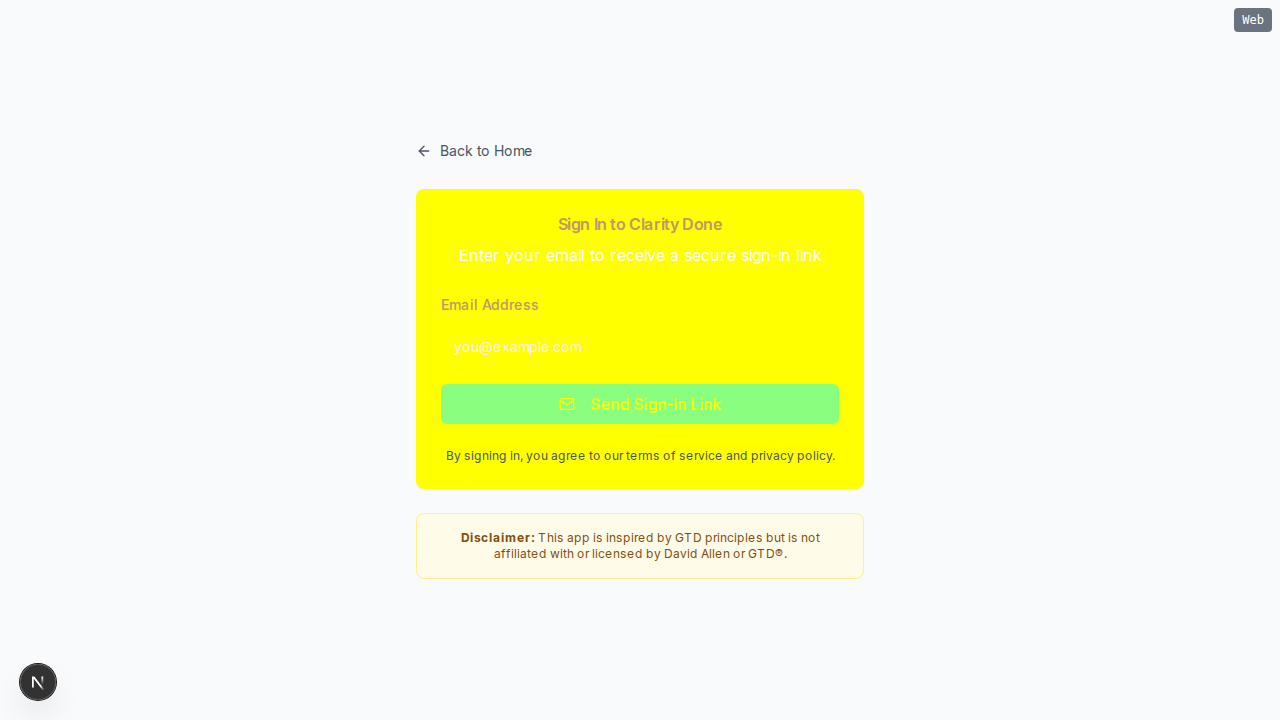 Web
Back to Home
Sign In to Clarity Done
Enter your email to receive a secure sign-in link
Email Address
you@example.com
Send Sign-In Link
By signing in, you agree to our terms of service and privacy policy.
Disclaimer: This app is inspired by GTD principles but is not
affiliated with or licensed by David Allen or GTD®.
N